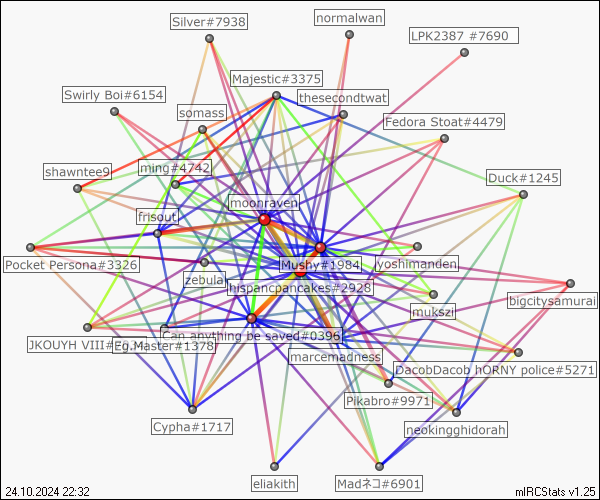 Silver#7938
normalwan
LPK2387 #7690
Majestic#3375
Swirly Boi#6154
thesecondtwat
somass
Fedora Stoat#4479
shawntee9
ming#4742
Duck#1245
moonraven
frisout
Pocket Persona#3326
Mushy#1984
yoshimanden
zebula
hispancpancakes#2928
bigcitysamurai
mukszi
Can anything be saved#0396
JKOUYH VIII#
Eg.Master#1378
marcemadness
DacobDacob hORNY police#5271
Pikabro#9971
Cypha#1717
neokingghidorah
eliakith
Madネコ#6901
24.10.2024 22:32
mIRCStats v1.25